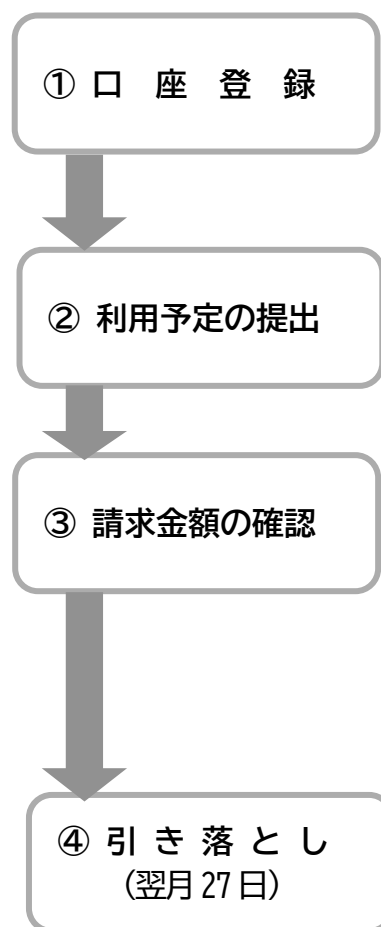 ① 口 座 登 録
② 利用予定の提出
③ 請求金額の確認
④ 引 き 落 と し
(翌月 27 日)